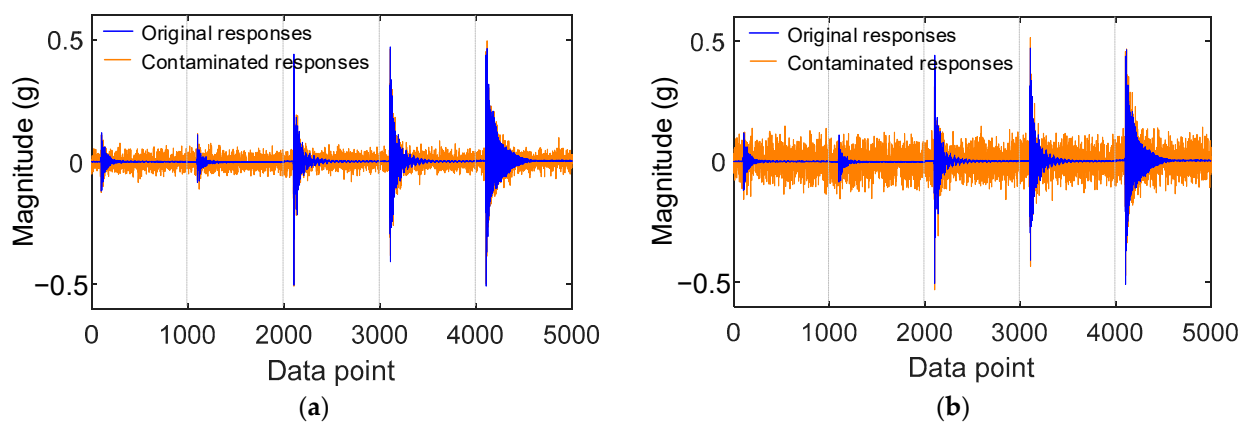 0.5
Original responses
Contaminated responses
Magnitude (g)
0
−0.5
0 1000 2000 3000 4000 5000
Data point
(a)
0.5
Original responses
Contaminated responses
Magnitude (g)
0
−0.5
0 1000 2000 3000 4000 5000
Data point
(b)